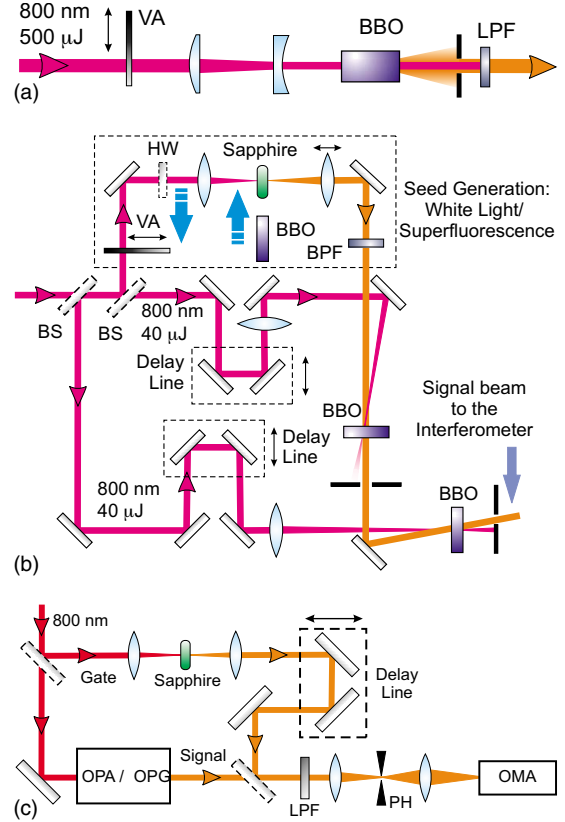 800 nm
500 µJ
VA
BBO
LPF
(a)
HW
Sapphire
VA
BBO
BPF
Seed Generation:
White Light/
Superfluorescence
BS
BS
800 nm
40 µJ
Delay
Line
BBO
Signal beam
to the
Interferometer
Delay
Line
800 nm
40 µJ
BBO
(b)
800 nm
Gate
Sapphire
Delay
Line
Signal
OPA / OPG
LPF
PH
OMA
(c)